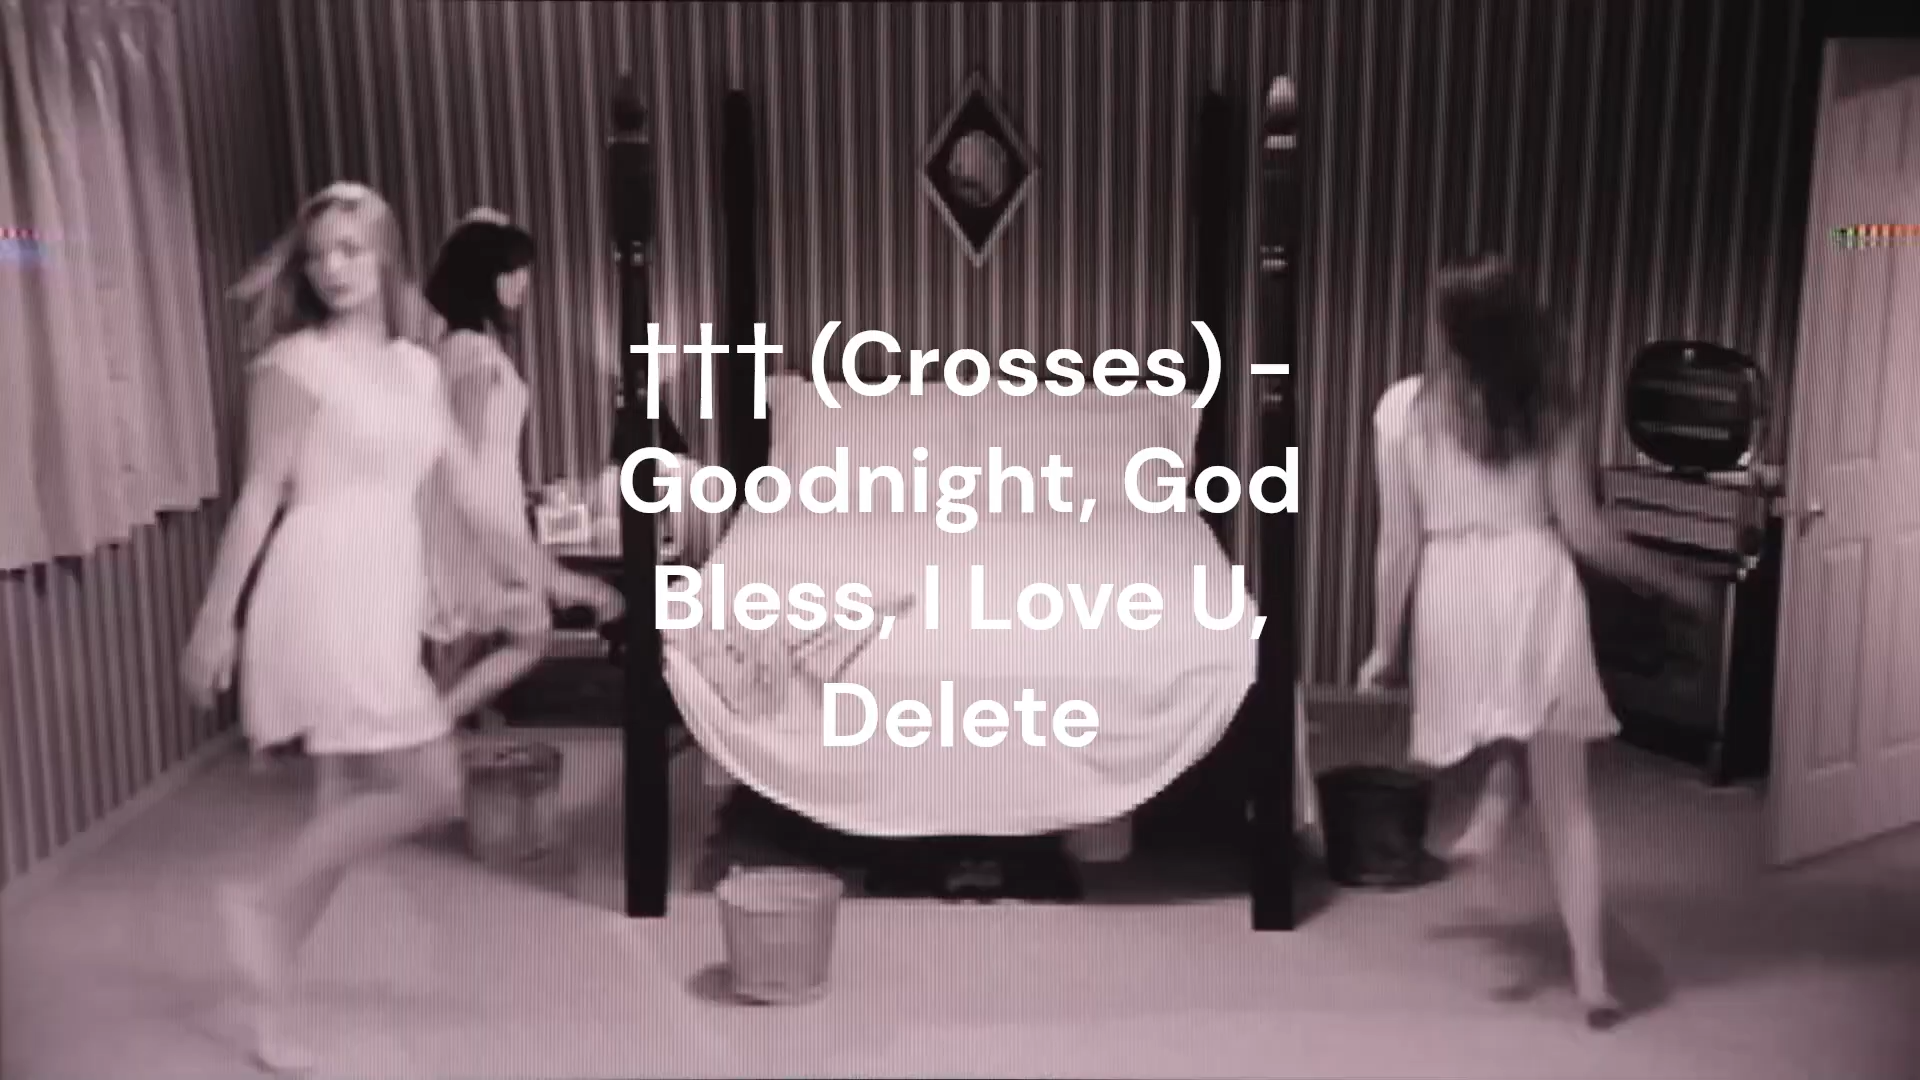 ††† (Crosses) -
Goodnight, God
Bless, I Love U,
Delete